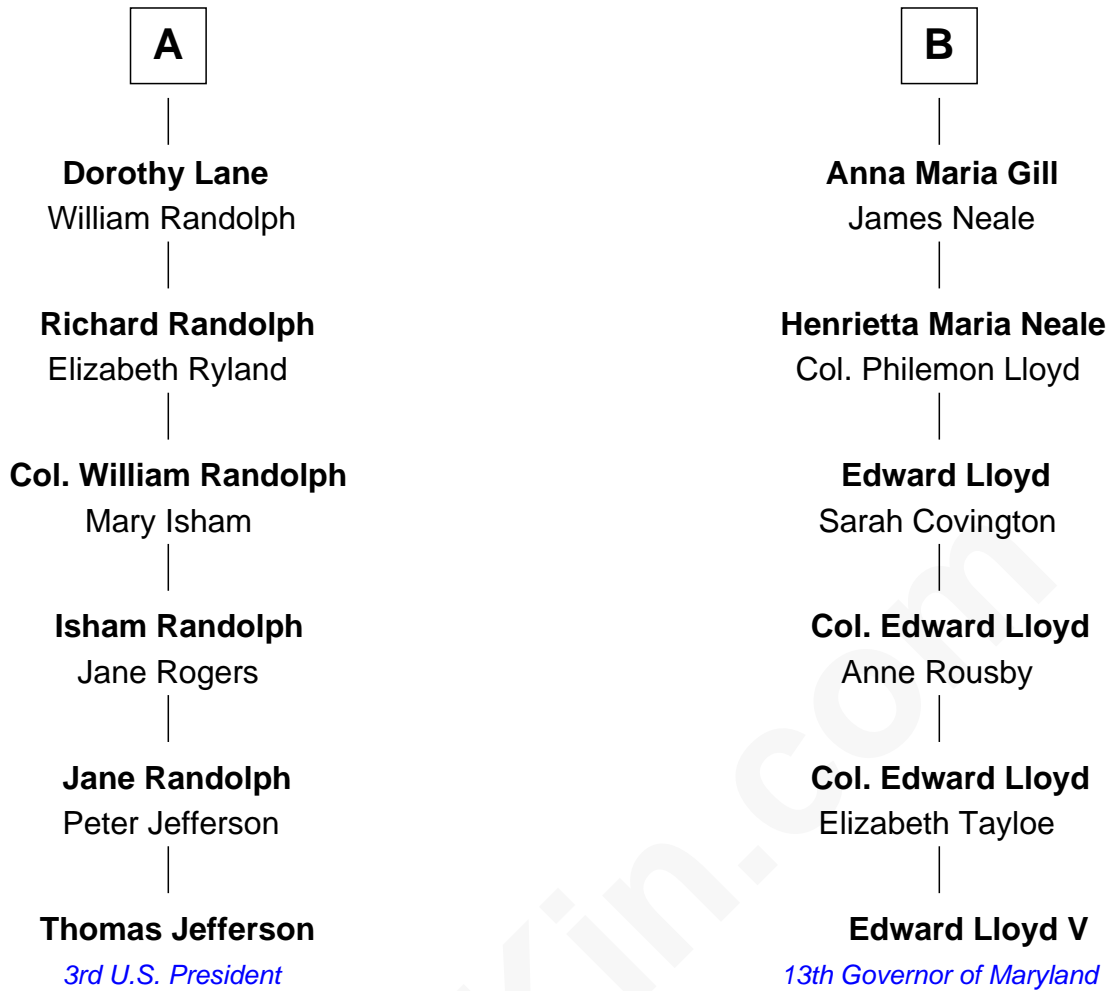 A
Dorothy Lane
William Randolph
Richard Randolph
Elizabeth Ryland
Col. William Randolph
Mary Isham
Isham Randolph
Jane Rogers
Jane Randolph
Peter Jefferson
Thomas Jefferson
3rd U.S. President
B
Anna Maria Gill
James Neale
Henrietta Maria Neale
Col. Philemon Lloyd
Edward Lloyd
Sarah Covington
Col. Edward Lloyd
Anne Rousby
Col. Edward Lloyd
Elizabeth Tayloe
Edward Lloyd V
13th Governor of Maryland
Kin.com